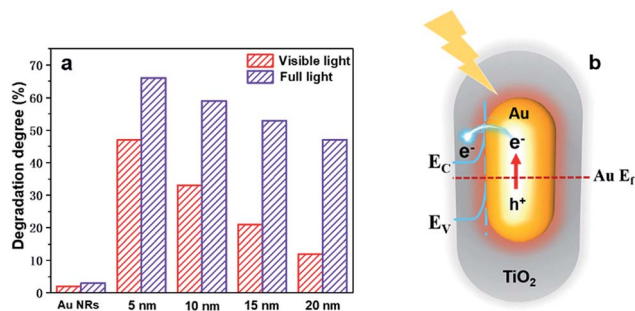 a
Visible light
Full light
Degradation degree (%)
70
60
50
40
30
20
10
0
Au NRs 5 nm 10 nm 15 nm 20 nm
b
Au
e-
e-
E_C
Au E_f
h+
E_V
TiO₂